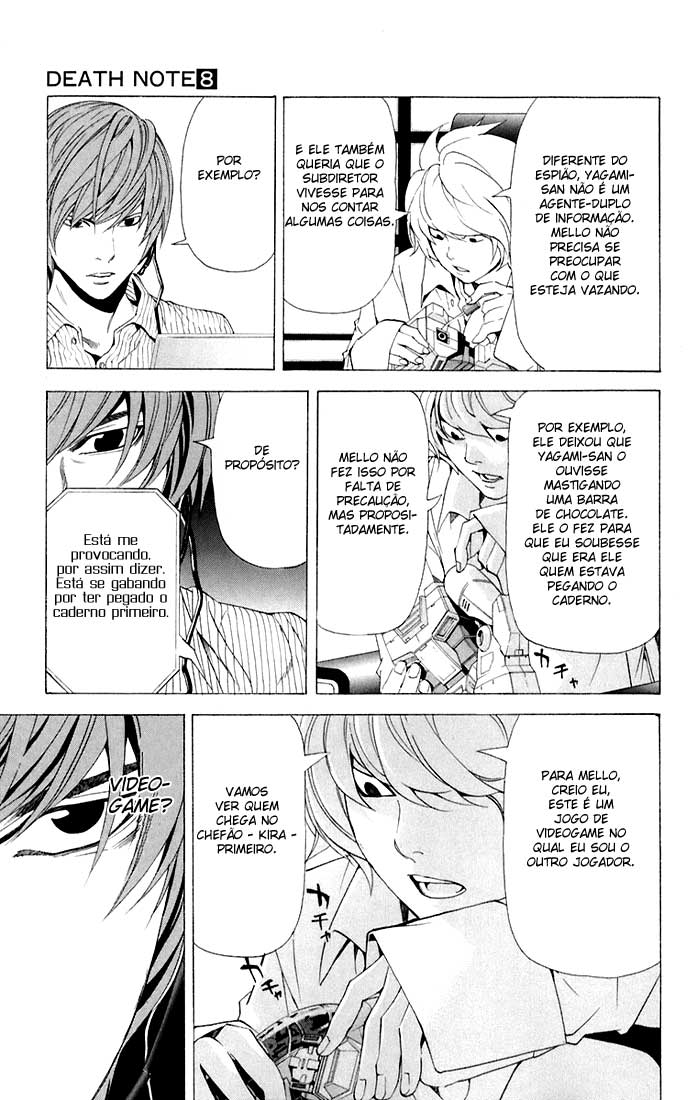 DEATH NOTE 8
DIFERENTE DO
ESPIÃO, YAGAMI-
SAN NÃO É UM
AGENTE-DUPLO
DE INFORMAÇÃO.
MELLO NÃO
PRECISA SE
PREOCUPAR
COM O QUE
ESTEJA VAZANDO.
E ELE TAMBÉM
QUERIA QUE O
SUBDIRETOR
VIVESSE PARA
NOS CONTAR
ALGUMAS COISAS.
POR
EXEMPLO?
POR EXEMPLO,
ELE DEIXOU QUE
YAGAMI-SAN O
OUVISSE
MASTIGANDO
UMA BARRA
DE CHOCOLATE.
ELE O FEZ PARA
QUE EU SOUBESSE
QUE ERA ELE
QUEM ESTAVA
PEGANDO O
CADERNO.
MELLO NÃO
FEZ ISSO POR
FALTA DE
PRECAUÇÃO,
MAS PROPOSI-
TADAMENTE.
カチャ
カチャ
DE
PROPÓSITO?
Está me
provocando,
por assim dizer.
Está se gabando
por ter pegado o
caderno primeiro.
PARA MELLO,
CREIO EU,
ESTE É UM
JOGO DE
VIDEOGAME NO
QUAL EU SOU O
OUTRO JOGADOR.
VAMOS
VER QUEM
CHEGA NO
CHEFÃO - KIRA -
PRIMEIRO.
カチャ
カチャ
VIDEO-
GAME?